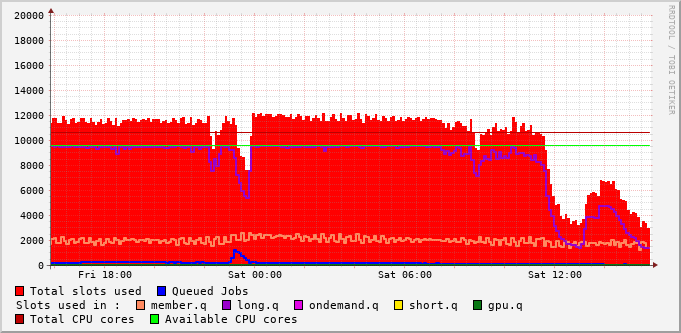 20000
18000
16000
14000
12000
10000
8000
6000
4000
2000
0
Fri 18:00 Sat 00:00 Sat 06:00 Sat 12:00
RRDTOOL / TOBI OETIKER
Total slots used Queued Jobs
Slots used in : member.q long.q ondemand.q short.q gpu.q
Total CPU cores Available CPU cores